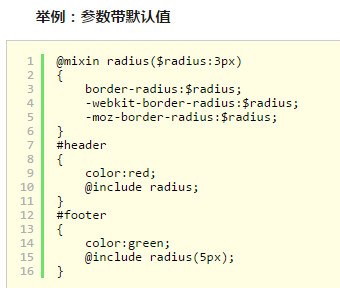 举例：参数带默认值
1 @mixin radius($radius:3px)
2 {
3     border-radius:$radius;
4     -webkit-border-radius:$radius;
5     -moz-border-radius:$radius;
6 }
7 #header
8 {
9     color:red;
10     @include radius;
11 }
12 #footer
13 {
14     color:green;
15     @include radius(5px);
16 }